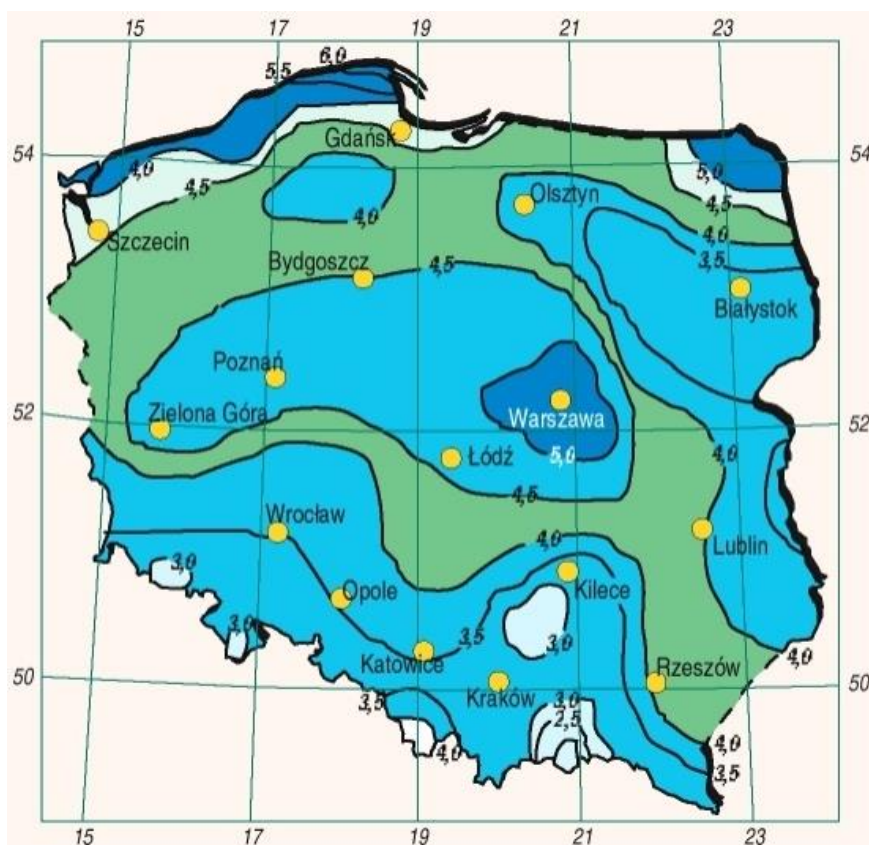 15 17 19 21 23
6,0
5,5
Gdańsk
54 54
4,0
5,0
4,5
4,5
Olsztyn
4,0
Szczecin
4,0
Bydgoszcz
4,5
3,5
Białystok
Poznań
52 52
Zielona Góra
Warszawa
4,0
Łódź
5,0
4,5
Wrocław
4,0
Lublin
3,0
Opole
Kilece
3,0
3,5
3,0
4,0
Katowice
50 50
Rzeszów
Kraków
3,5
3,0
2,5
4,0
4,0
3,5
15 17 19 21 23